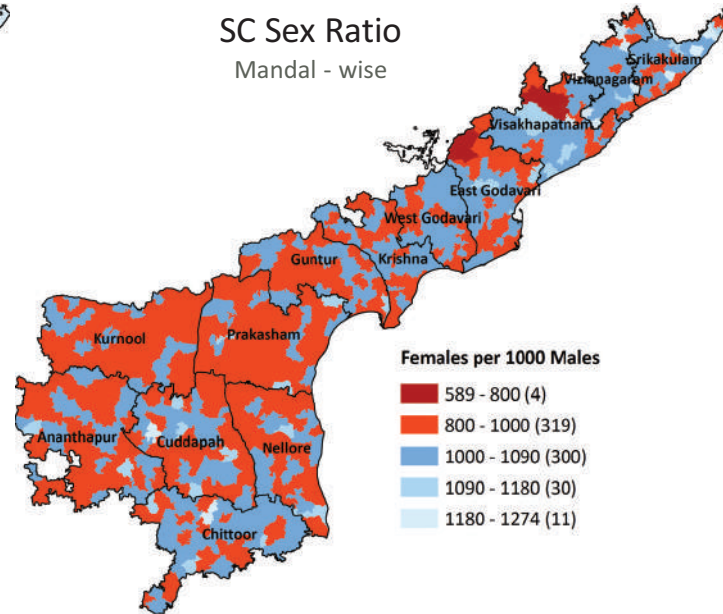 SC Sex Ratio
Mandal - wise
Srikakulam
Vizianagaram
Visakhapatnam
East Godavari
West Godavari
Krishna
Guntur
Prakasham
Kurnool
Ananthapur
Cuddapah
Nellore
Chittoor
Females per 1000 Males
589 - 800 (4)
800 - 1000 (319)
1000 - 1090 (300)
1090 - 1180 (30)
1180 - 1274 (11)